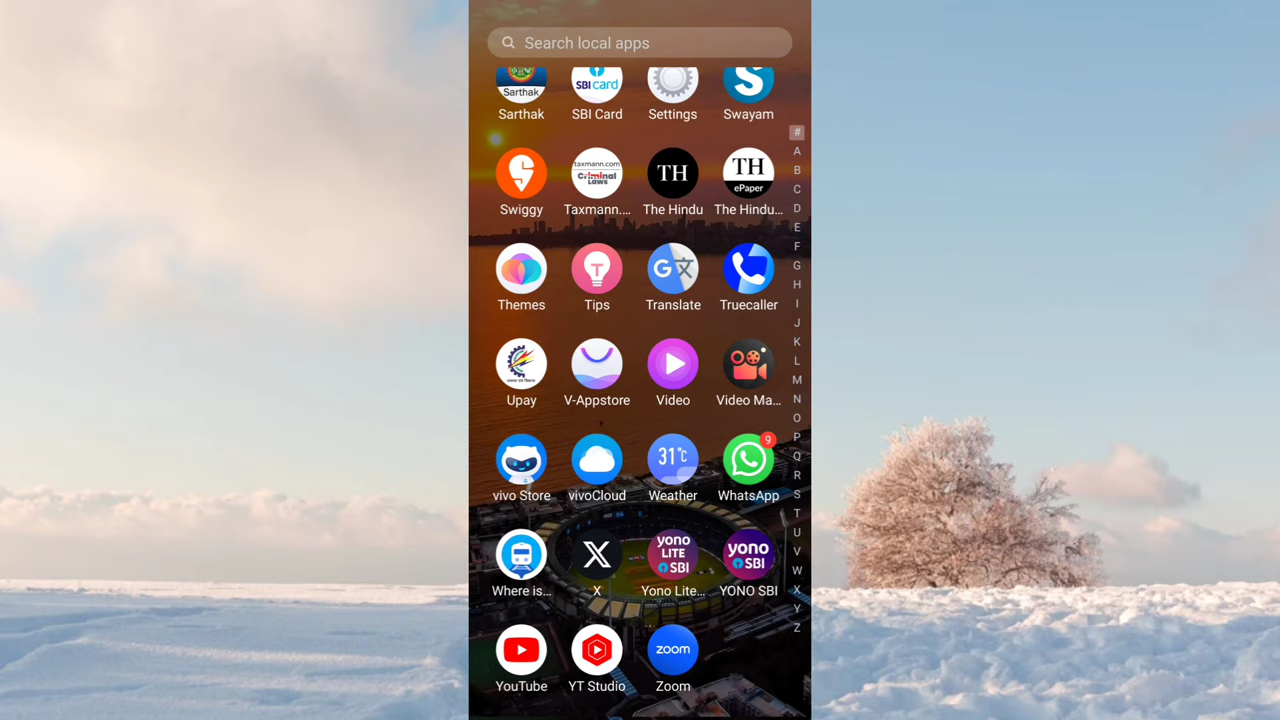 Search local apps
Sarthak
SBI card
Sarthak SBI Card Settings Swayam
#
A
taxmann.com
Criminal
Laws
TH
TH
ePaper
B
C
Swiggy Taxmann.... The Hindu The Hindu...
D
E
F
T
G 文
G
H
Themes Tips Translate Truecaller
I
J
K
L
M
Upay V-Appstore Video Video Ma...
N
O
P
9
31°c
Q
R
vivo Store vivoCloud Weather WhatsApp
S
T
U
X
yono
LITE
SBI
yono
SBI
V
W
Where is... X Yono Lite... YONO SBI
X
Y
Z
zoom
YouTube YT Studio Zoom